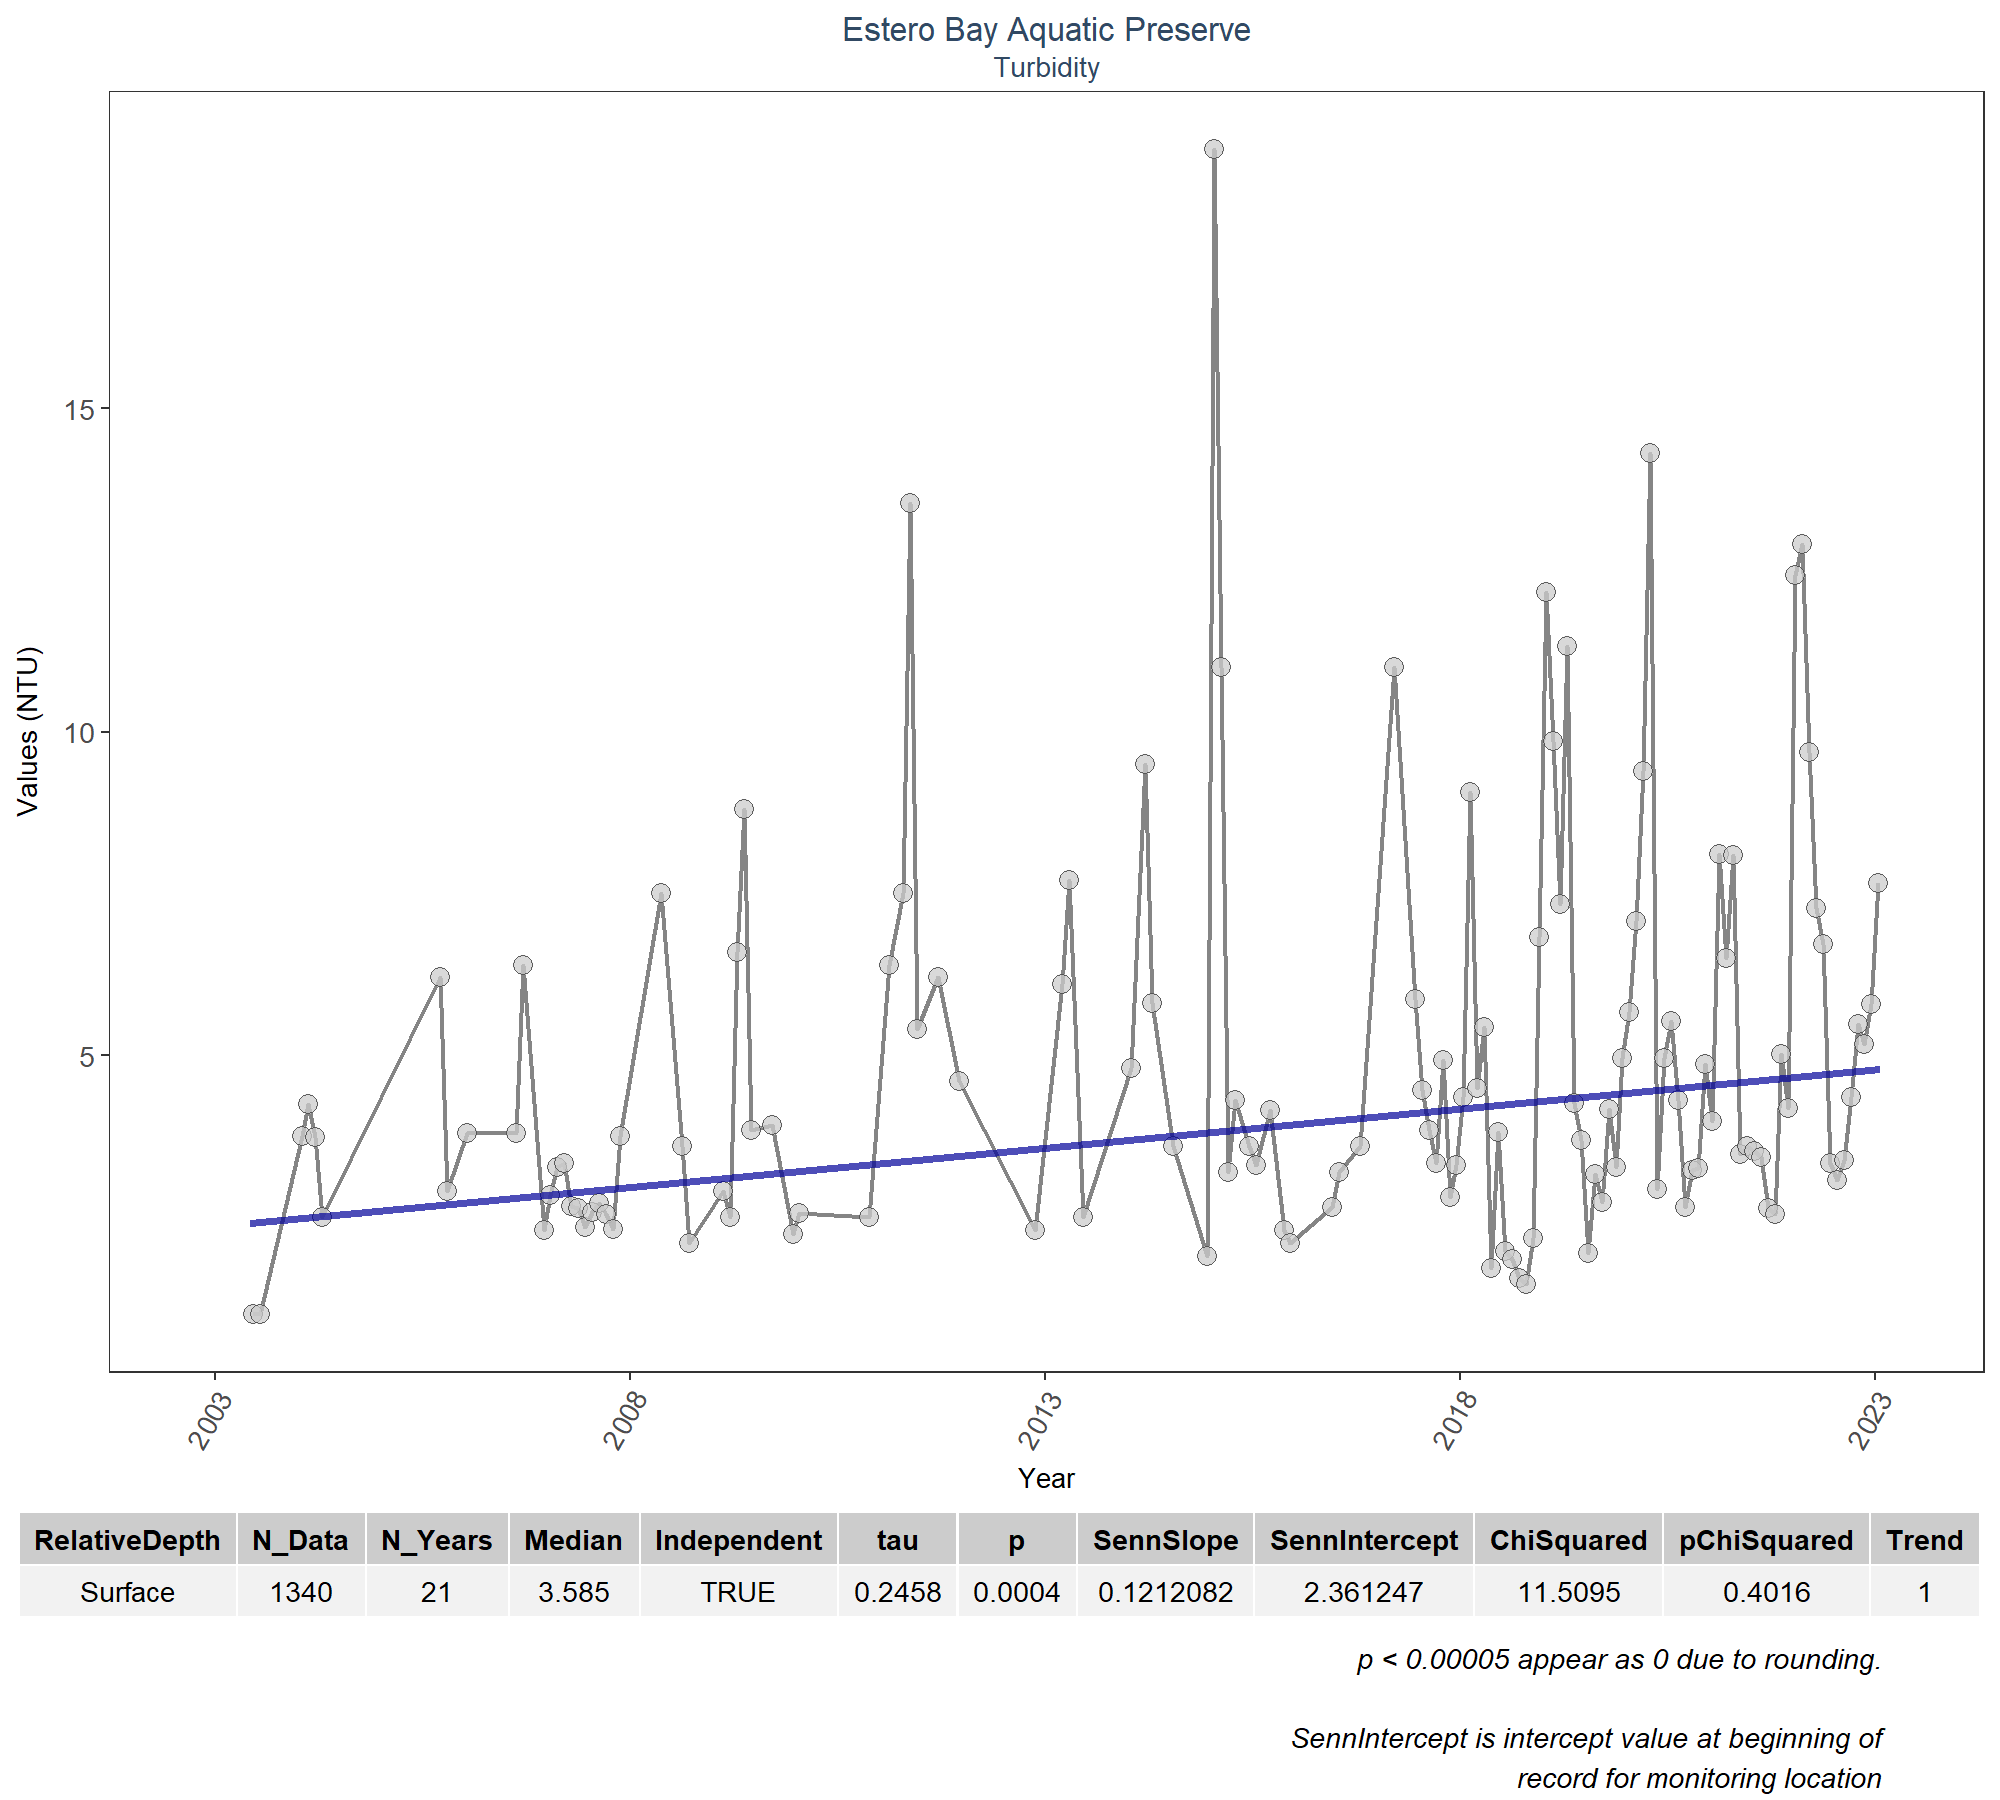 Estero Bay Aquatic Preserve
Turbidity
Values (NTU)
15
10
5
2003 2008 2013 2018 2023
Year
RelativeDepth N_Data N_Years Median Independent tau p SennSlope SennIntercept ChiSquared pChiSquared Trend
Surface 1340 21 3.585 TRUE 0.2458 0.0004 0.1212082 2.361247 11.5095 0.4016 1
p < 0.00005 appear as 0 due to rounding.
SennIntercept is intercept value at beginning of
record for monitoring location